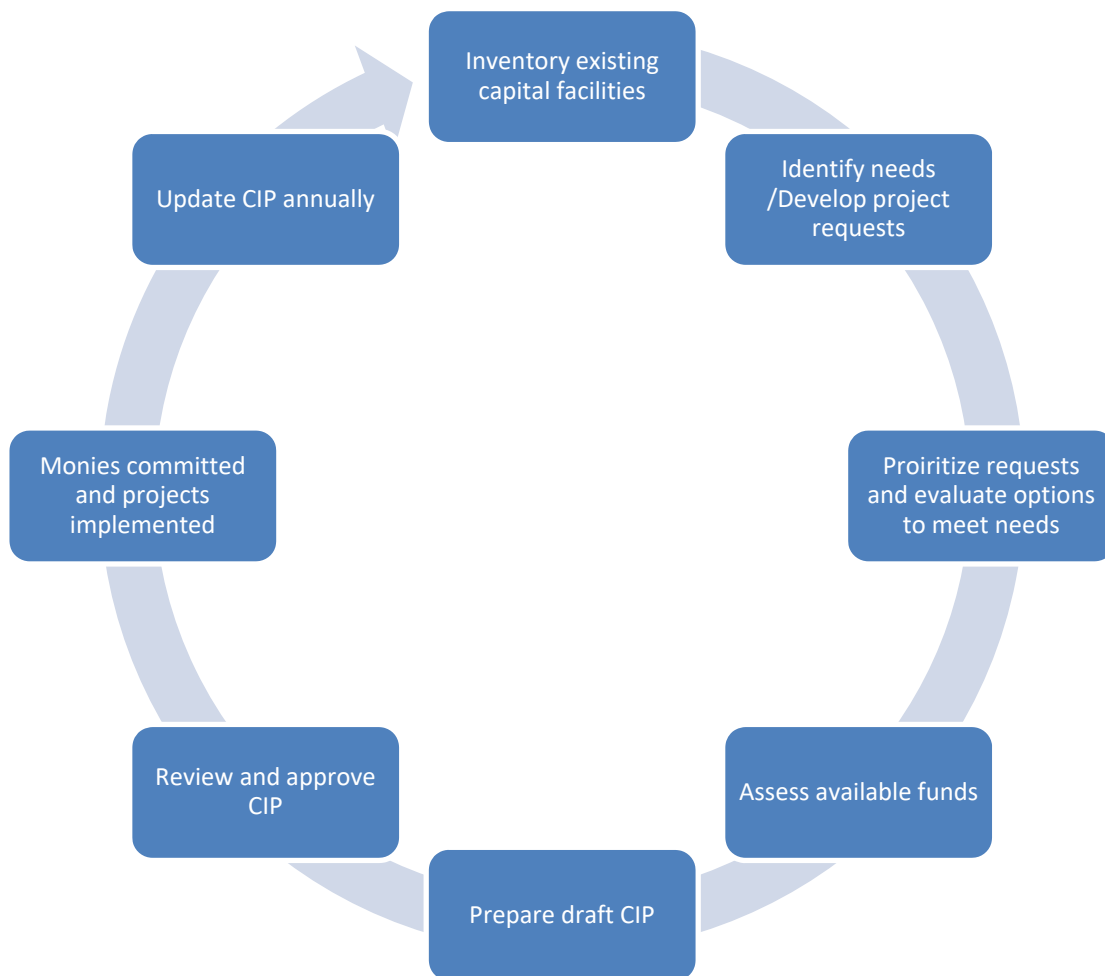 Inventory existing
capital facilities
Identify needs
/Develop project
requests
Proiritize requests
and evaluate options
to meet needs
Assess available funds
Prepare draft CIP
Review and approve
CIP
Monies committed
and projects
implemented
Update CIP annually